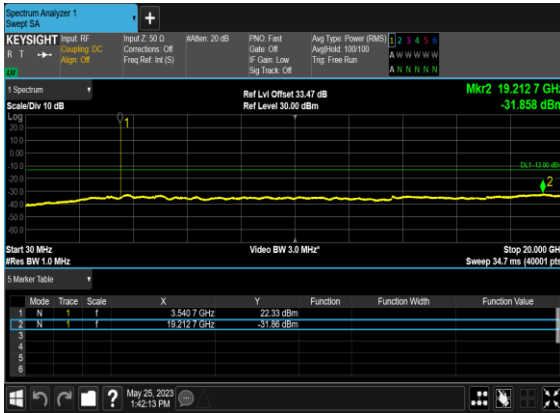 Spectrum Analyzer 1
Swept SA
+
KEYSIGHT Input: RF Input Z: 50 Ω #Atten: 20 dB PNO: Fast Avg Type: Power (RMS) 1 2 3 4 5 6
R T Coupling: DC Corrections: Off Gate: Off Avg|Hold: 100/100 A W W W W W
Align: Off Freq Ref: Int (S) IF Gain: Low Trig: Free Run
Sig Track: Off A N N N N N
1 Spectrum Ref Lvl Offset 33.47 dB Mkr2 19.212 7 GHz
Scale/Div 10 dB Ref Level 30.00 dBm -31.858 dBm
Log
20.0
10.0
0.00
-10.0
-20.0
-30.0
-40.0
-50.0
-60.0
1
DL1 -13.00 dBm
2
Start 30 MHz Video BW 3.0 MHz* Stop 20.000 GHz
#Res BW 1.0 MHz Sweep 34.7 ms (40001 pts)
5 Marker Table
Mode Trace Scale X Y Function Function Width Function Value
1 N 1 f 3.540 7 GHz 22.33 dBm
2 N 1 f 19.212 7 GHz -31.86 dBm
3
4
5
6
? May 25, 2023
1:42:13 PM